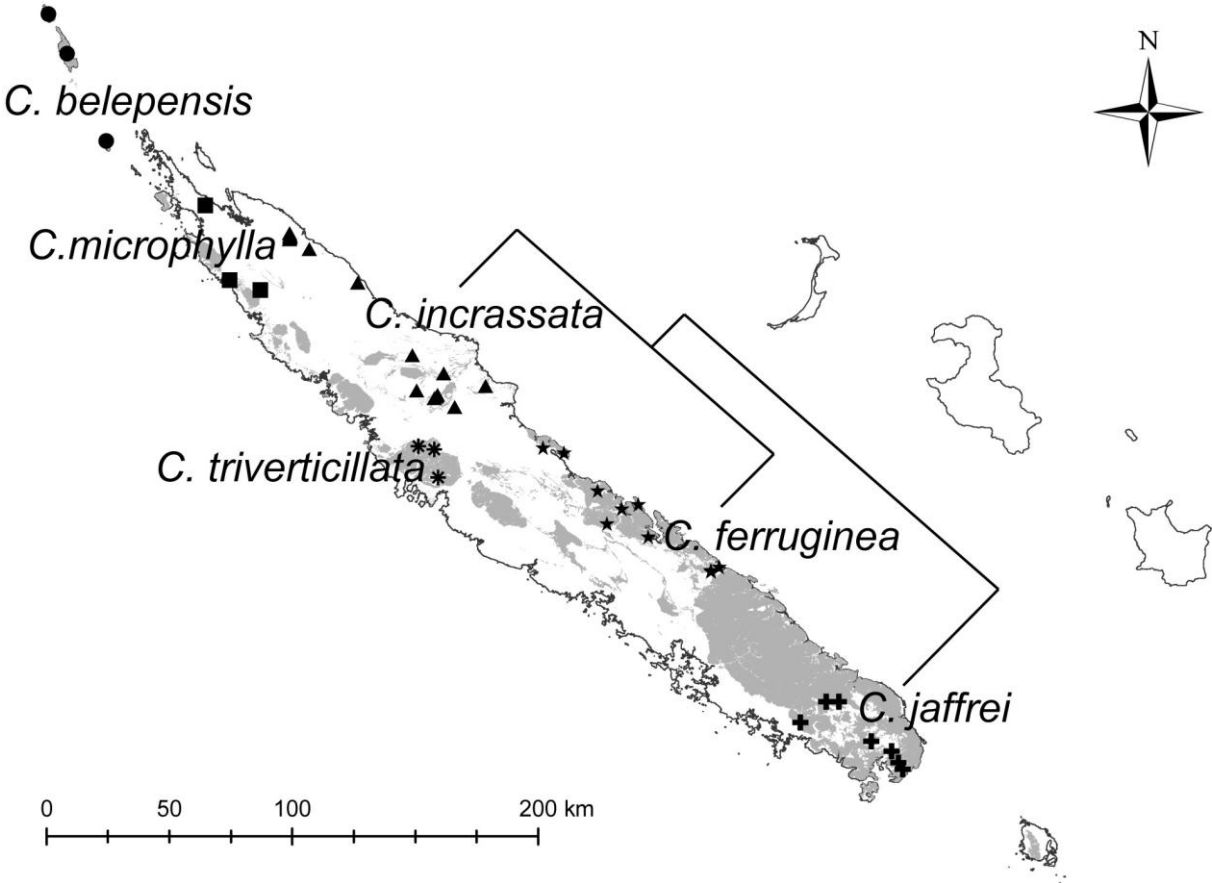 N
C. belepensis
C.microphylla
C. incrassata
C. triverticillata
C. ferruginea
C. jaffrei
0 50 100 200 km